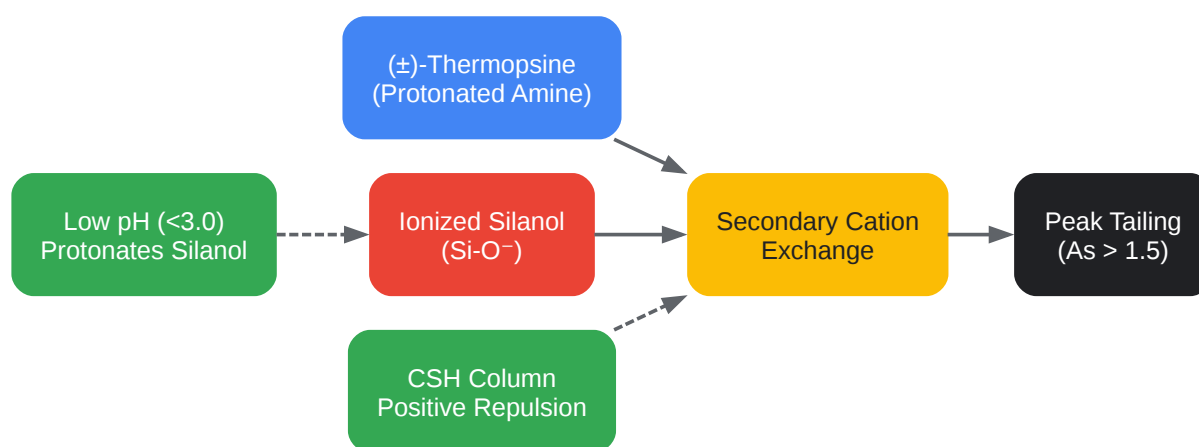 (±)-Thermopsine
(Protonated Amine)
Low pH (<3.0)
Protonates Silanol
Ionized Silanol
(Si-O⁻)
Secondary Cation
Exchange
Peak Tailing
(As > 1.5)
CSH Column
Positive Repulsion